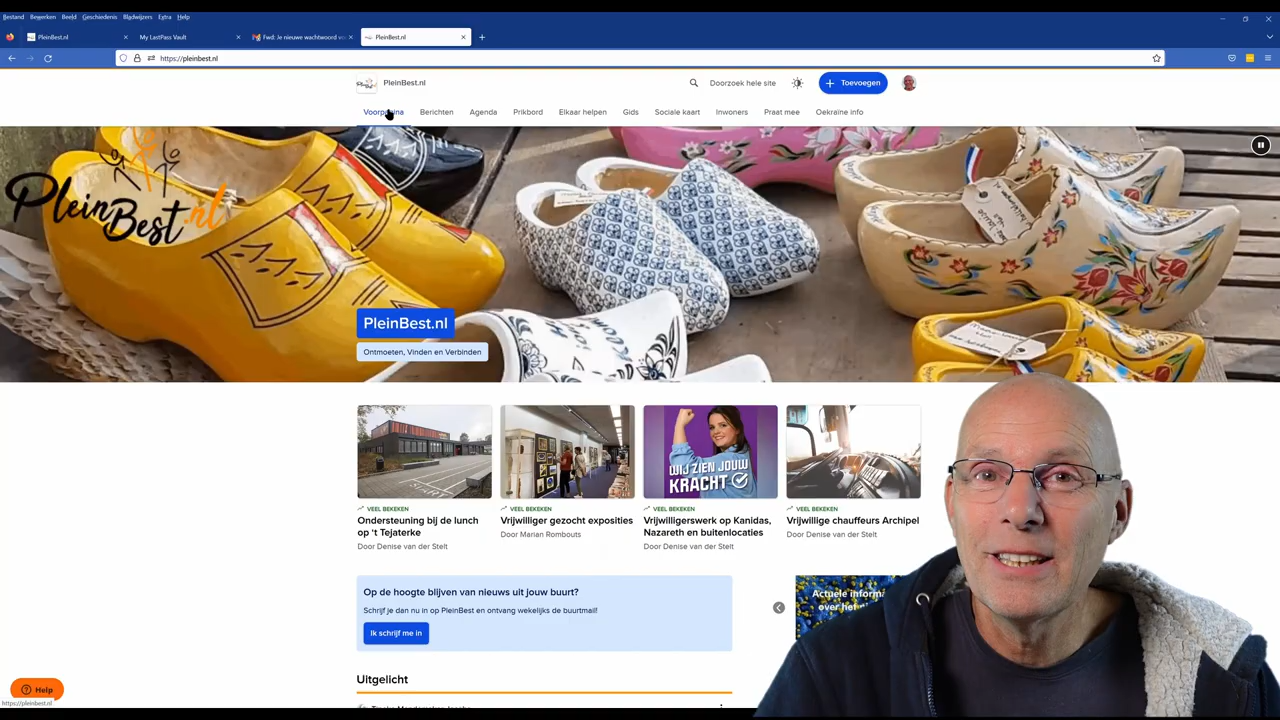 Bestand Bewerken Beeld Geschiedenis Bladwijzers Extra Help
PleinBest.nl
My LastPass Vault
Fwd: Je nieuwe wachtwoord vo
PleinBest.nl
https://pleinbest.nl
PleinBest.nl
Doorzoek hele site
Toevoegen
Voorpagina Berichten Agenda Prikbord Elkaar helpen Gids Sociale kaart Inwoners Praat mee Oekraïne info
PleinBest.nl
PleinBest.nl
Ontmoeten, Vinden en Verbinden
WIJ ZIEN JOUW
KRACHT
VEEL BEKEKEN
Ondersteuning bij de lunch
op 't Tejaterke
Door Denise van der Stelt
VEEL BEKEKEN
Vrijwilliger gezocht exposities
Door Marian Rombouts
VEEL BEKEKEN
Vrijwilligerswerk op Kanidas,
Nazareth en buitenlocaties
Door Denise van der Stelt
VEEL BEKEKEN
Vrijwillige chauffeurs Archipel
Door Denise van der Stelt
Op de hoogte blijven van nieuws uit jouw buurt?
Schrijf je dan nu in op PleinBest en ontvang wekelijks de buurtmail!
Ik schrijf me in
Actuele informa
over het
Uitgelicht
Help
https://pleinbest.nl